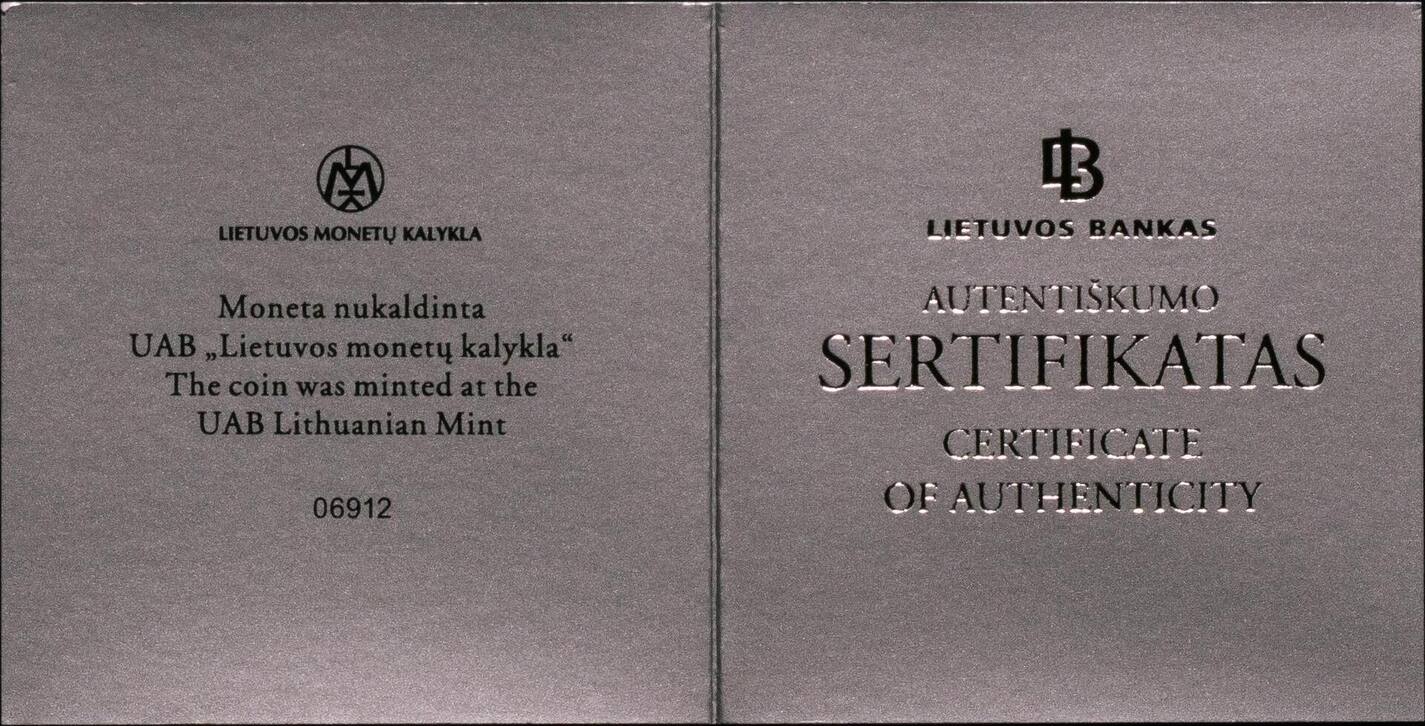 LIETUVOS MONETŲ KALYKLA
Moneta nukaldinta
UAB „Lietuvos monetų kalykla“
The coin was minted at the
UAB Lithuanian Mint
06912
LB
LIETUVOS BANKAS
AUTENTIŠKUMO
SERTIFIKATAS
CERTIFICATE
OF AUTHENTICITY